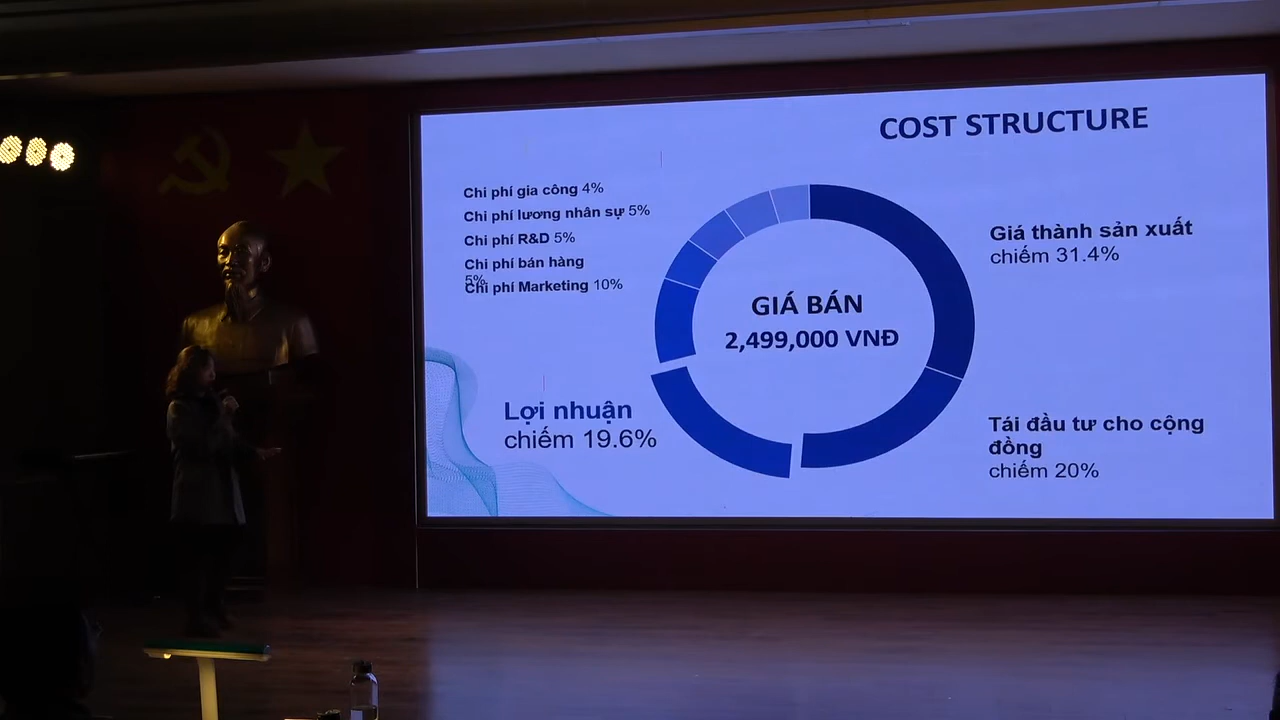 COST STRUCTURE
Chi phí gia công 4%
Chi phí lương nhân sự 5%
Chi phí R&D 5%
Chi phí bán hàng
5%
Chi phí Marketing 10%
Giá thành sản xuất
chiếm 31.4%
GIÁ BÁN
2,499,000 VNĐ
Lợi nhuận
chiếm 19.6%
Tái đầu tư cho cộng
đồng
chiếm 20%